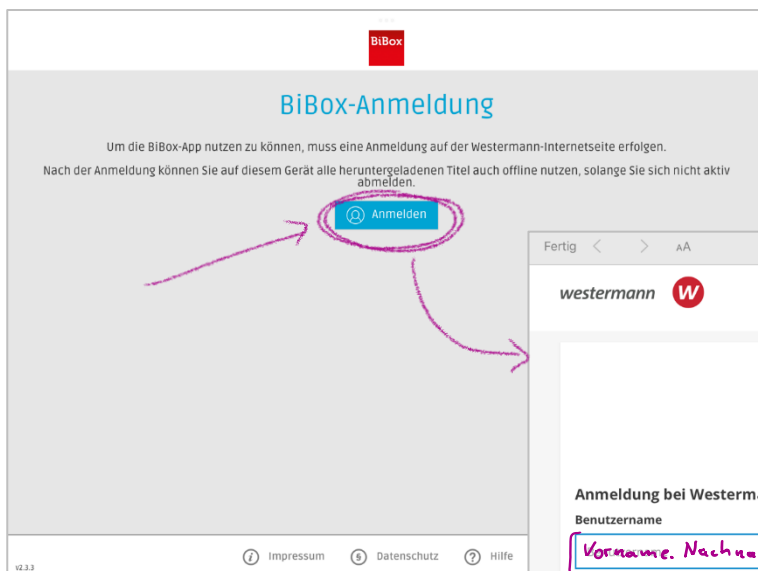 BiBox
BiBox-Anmeldung
Um die BiBox-App nutzen zu können, muss eine Anmeldung auf der Westermann-Internetseite erfolgen.
Nach der Anmeldung können Sie auf diesem Gerät alle heruntergeladenen Titel auch offline nutzen, solange Sie sich nicht aktiv
abmelden.
Anmelden
Fertig < > AA
westermann W
Anmeldung bei Westerma
Benutzername
Vorname. Nachna
Impressum § Datenschutz ? Hilfe
v2.3.3